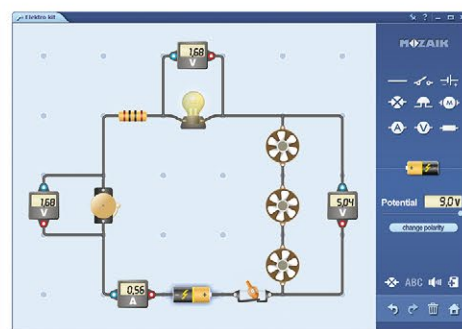 Elektro kit
? – □ ×
1.68
V
MOZAIK
M
A
V
1.68
V
5.04
V
Potential 9,0 v
change polarity
0,56
A
ABC